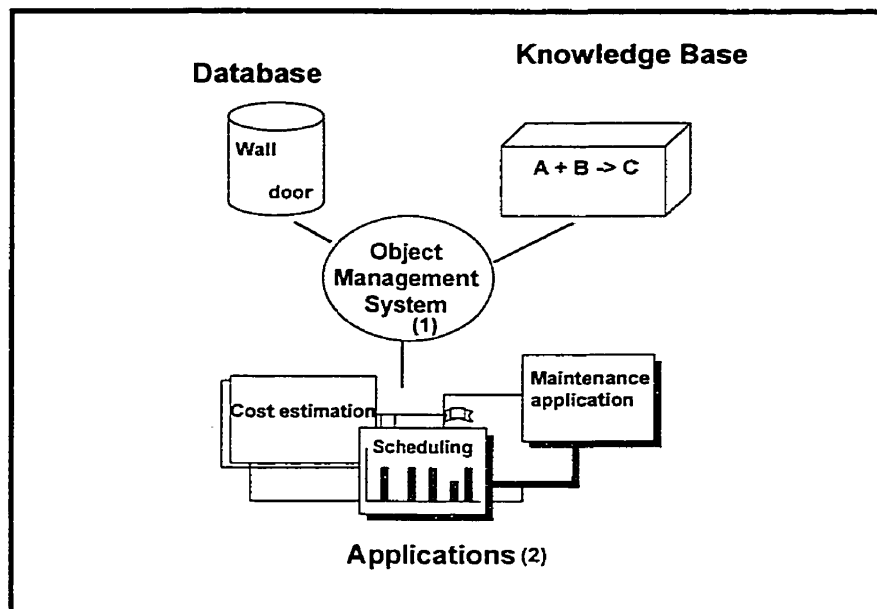 Database
Knowledge Base
Wall
door
A + B -> C
Object
Management
System
(1)
Cost estimation
Scheduling
Maintenance
application
Applications (2)